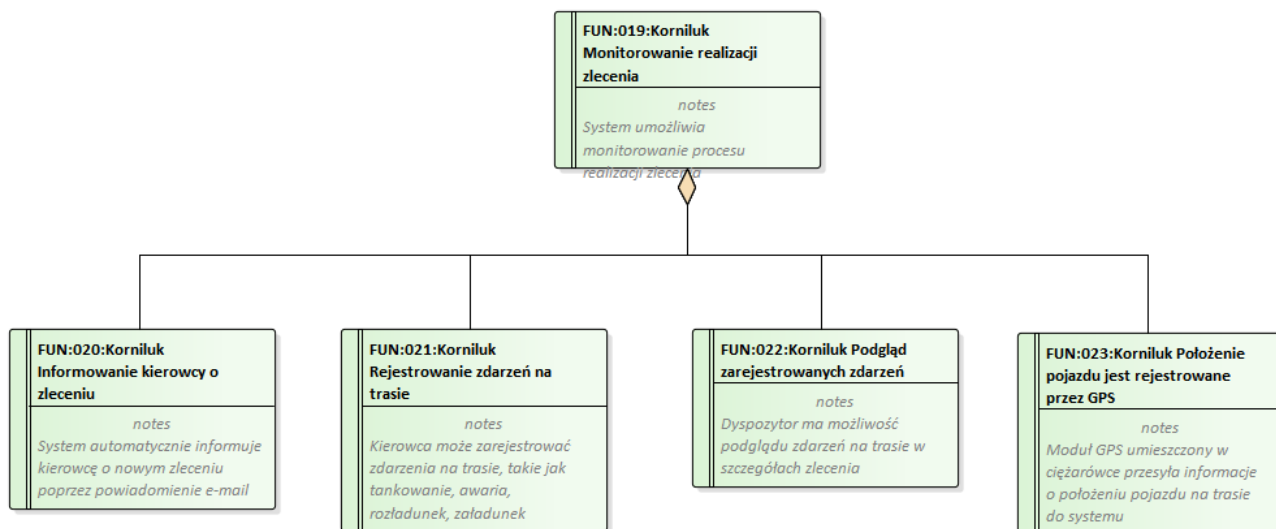 FUN:019:Korniluk
Monitorowanie realizacji
zlecenia
notes
System umożliwia
monitorowanie procesu
realizacji zlecenia
FUN:020:Korniluk
Informowanie kierowcy o
zleceniu
notes
System automatycznie informuje
kierowcę o nowym zleceniu
poprzez powiadomienie e-mail
FUN:021:Korniluk
Rejestrowanie zdarzeń na
trasie
notes
Kierowca może zarejestrować
zdarzenia na trasie, takie jak
tankowanie, awaria,
rozładunek, załadunek
FUN:022:Korniluk Podgląd
zarejestrowanych zdarzeń
notes
Dyspozytor ma możliwość
podglądu zdarzeń na trasie w
szczegółach zlecenia
FUN:023:Korniluk Położenie
pojazdu jest rejestrowane
przez GPS
notes
Moduł GPS umieszczony w
ciężarówce przesyła informacje
o położeniu pojazdu na trasie
do systemu